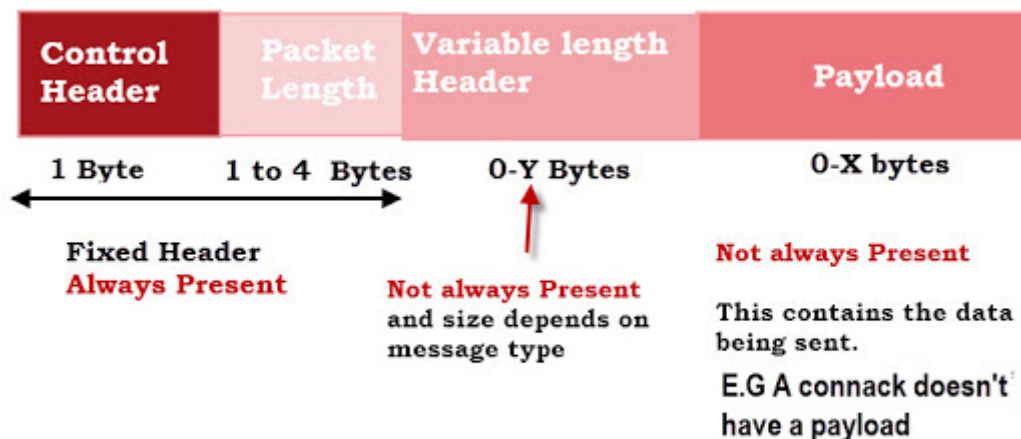 Control
Header
Packet
Length
Variable length
Header
Payload
1 Byte
1 to 4 Bytes
0-Y Bytes
0-X bytes
Fixed Header
Always Present
Not always Present
and size depends on
message type
Not always Present
This contains the data
being sent.
E.G A connack doesn't
have a payload